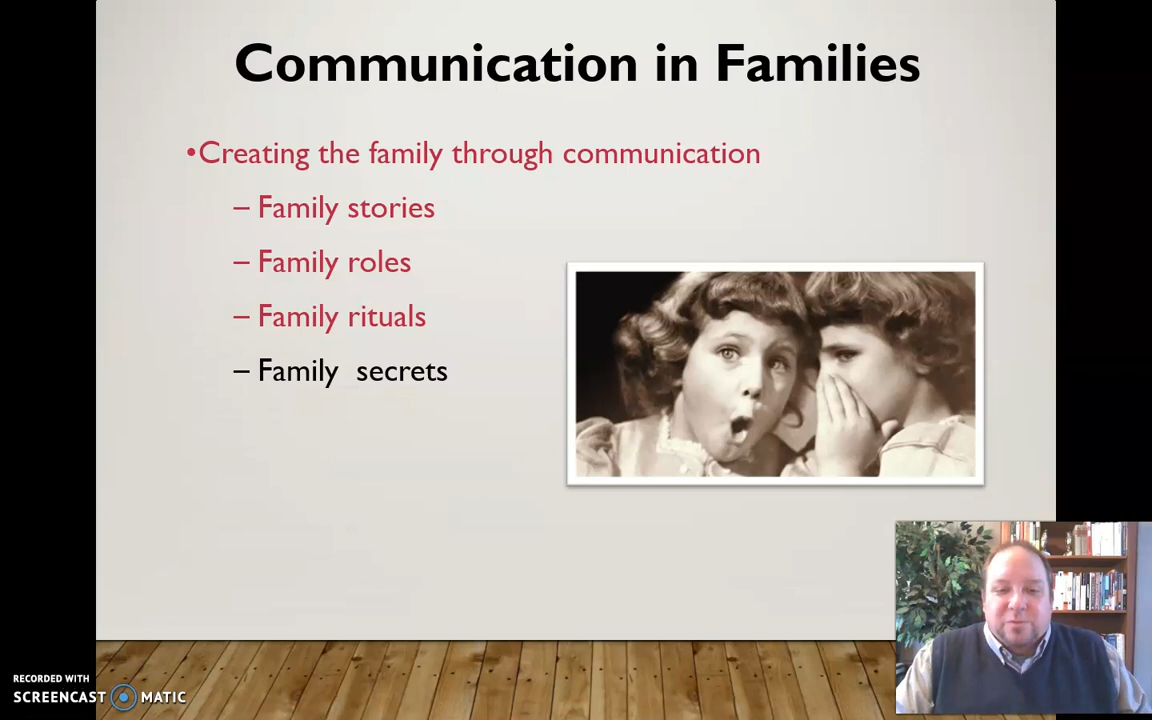 Communication in Families
•Creating the family through communication
– Family stories
– Family roles
– Family rituals
– Family  secrets
RECORDED WITH
SCREENCAST MATIC